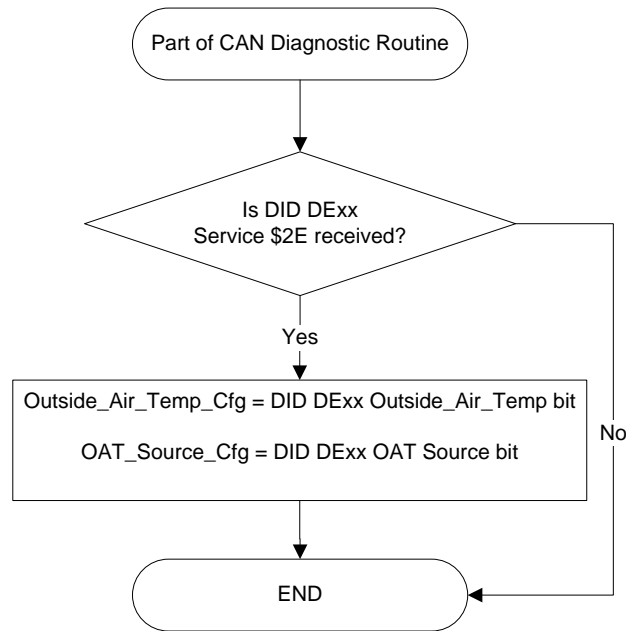 Part of CAN Diagnostic Routine
Is DID DExx
Service $2E received?
Yes
Outside_Air_Temp_Cfg = DID DExx Outside_Air_Temp bit
OAT_Source_Cfg = DID DExx OAT Source bit
No
END